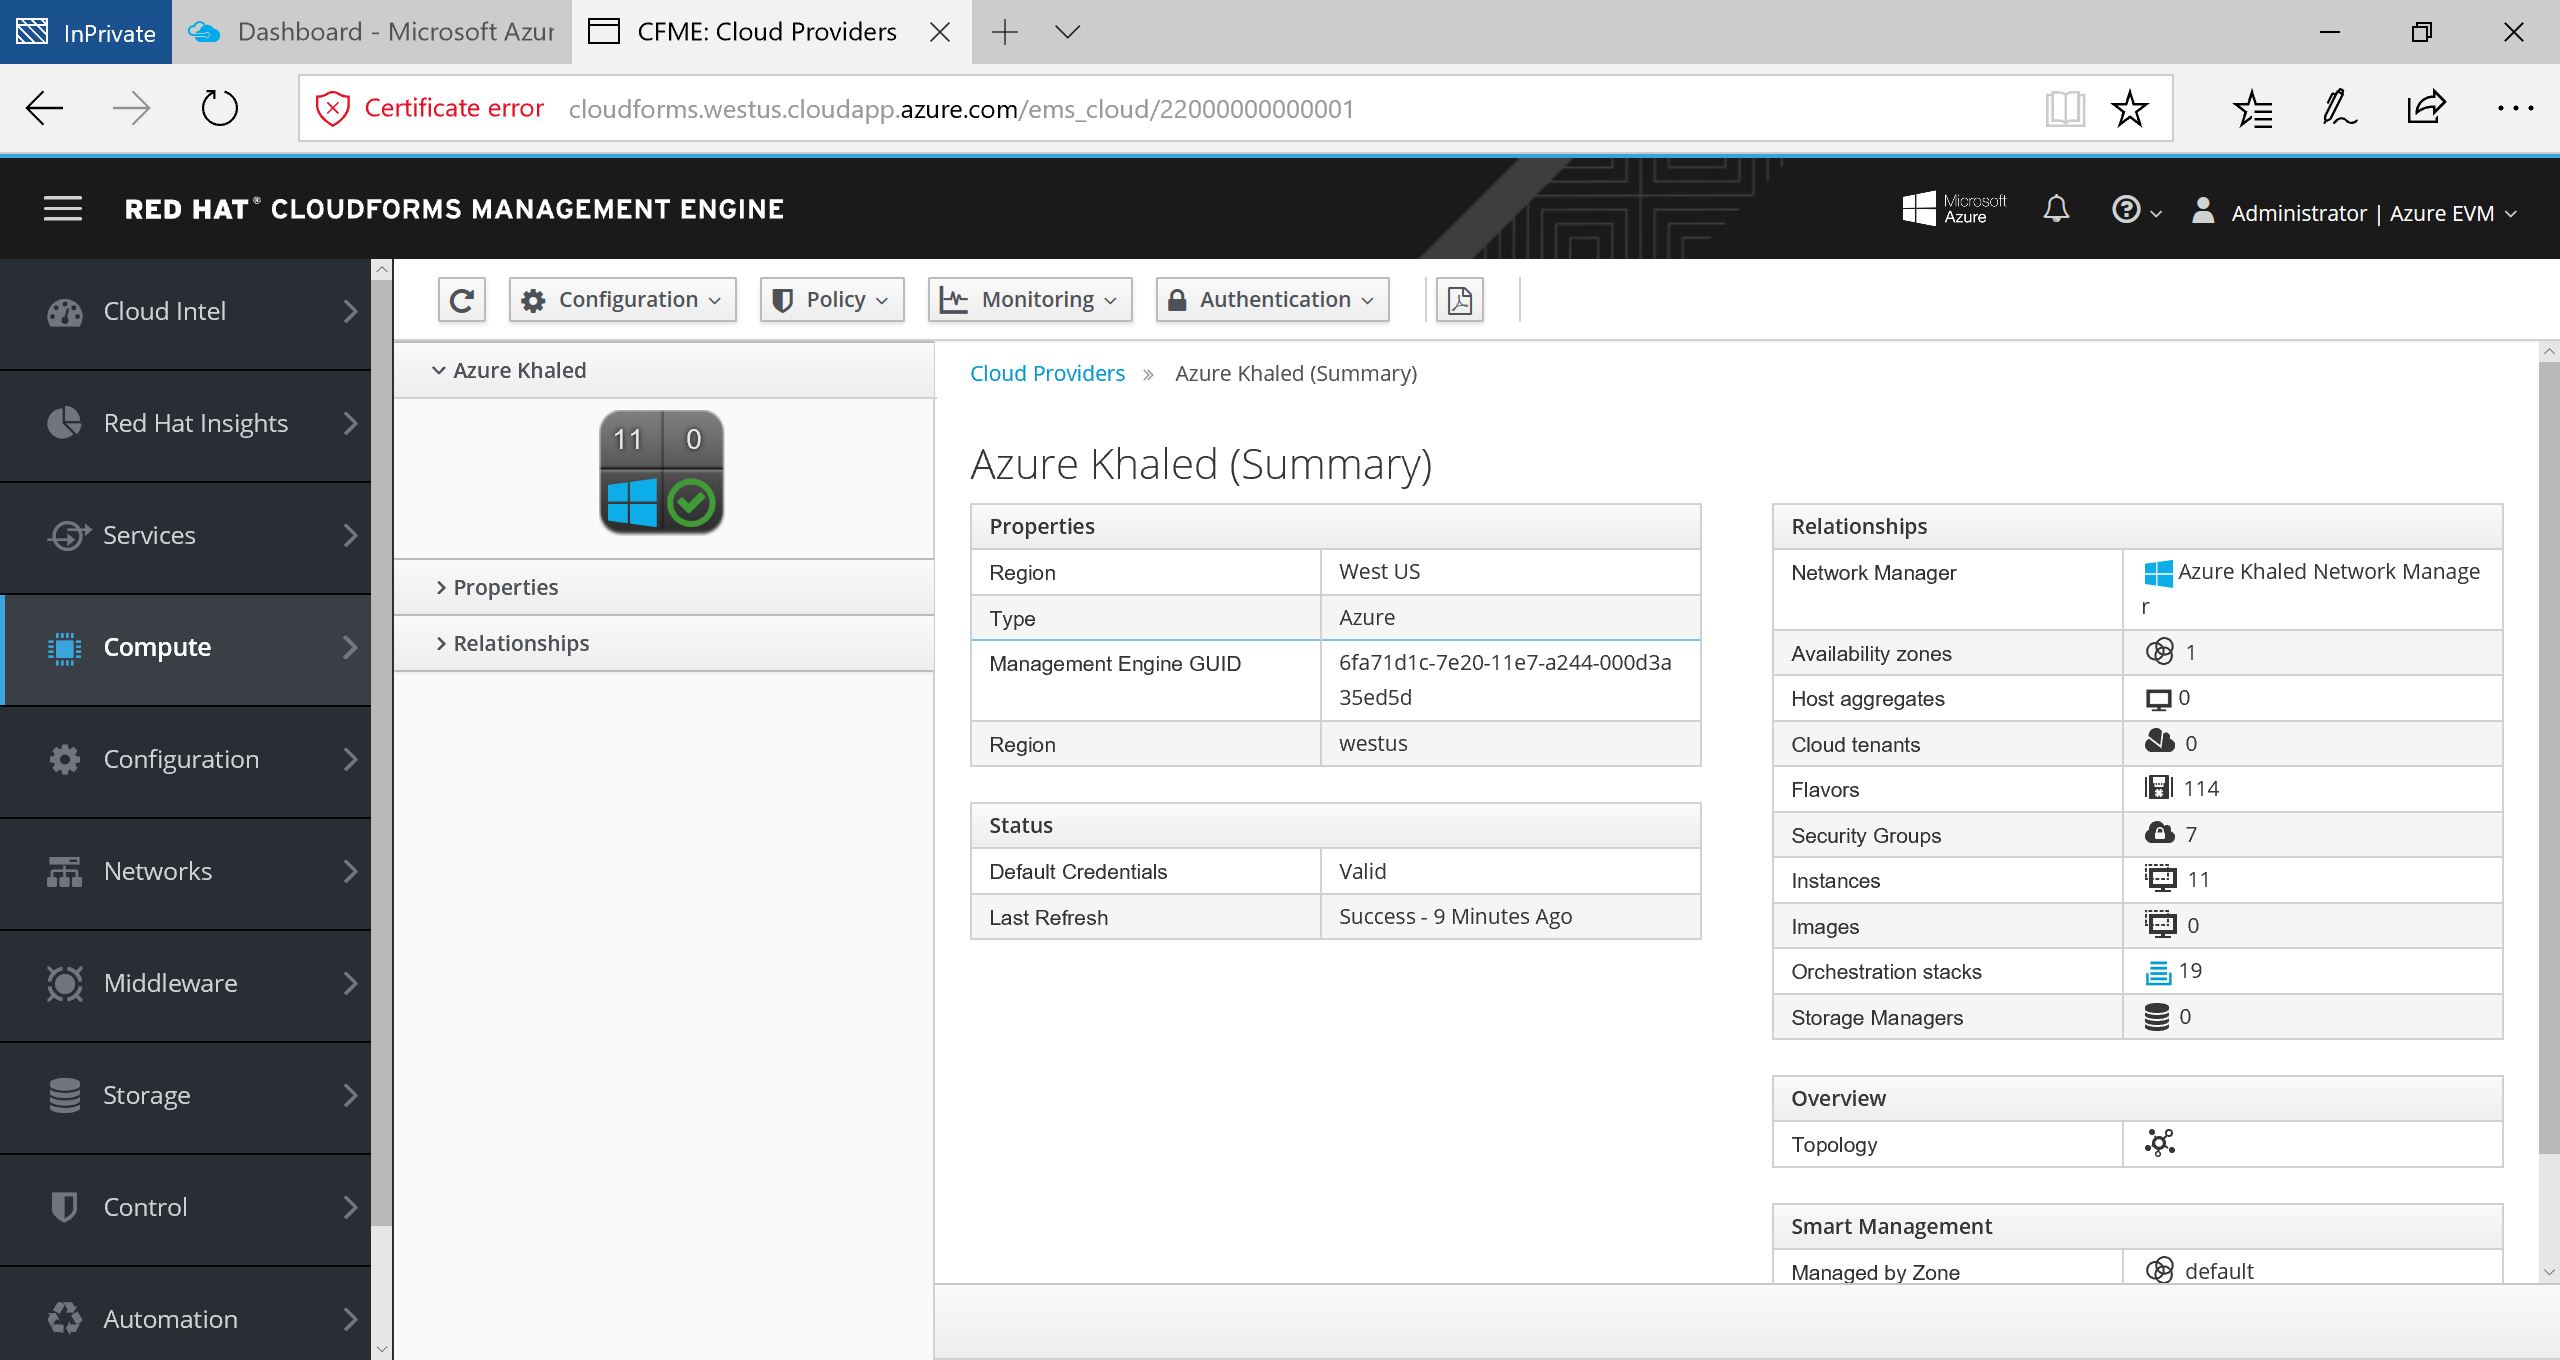 InPrivate
Dashboard - Microsoft Azur
CFME: Cloud Providers
Certificate error
cloudforms.westus.cloudapp.azure.com/ems_cloud/22000000000001
RED HAT® CLOUDFORMS MANAGEMENT ENGINE
Microsoft
Azure
Administrator | Azure EVM
Cloud Intel
Red Hat Insights
Services
Compute
Configuration
Networks
Middleware
Storage
Control
Automation
Configuration
Policy
Monitoring
Authentication
Azure Khaled
11 0
Properties
Relationships
Cloud Providers » Azure Khaled (Summary)
Azure Khaled (Summary)
Properties
Region West US
Type Azure
Management Engine GUID 6fa71d1c-7e20-11e7-a244-000d3a
35ed5d
Region westus
Status
Default Credentials Valid
Last Refresh Success - 9 Minutes Ago
Relationships
Network Manager Azure Khaled Network Manage
r
Availability zones 1
Host aggregates 0
Cloud tenants 0
Flavors 114
Security Groups 7
Instances 11
Images 0
Orchestration stacks 19
Storage Managers 0
Overview
Topology
Smart Management
Managed by Zone default